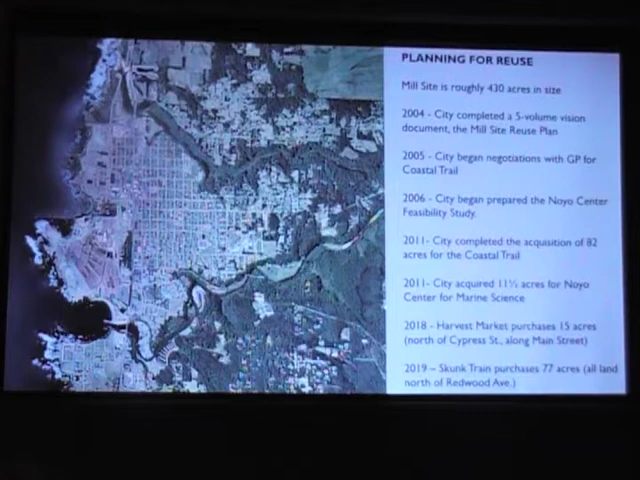 PLANNING FOR REUSE
Mill Site is roughly 430 acres in size
2004 - City completed a 5-volume vision
document, the Mill Site Reuse Plan
2005 - City began negotiations with GP for
Coastal Trail
2006 - City began prepared the Noyo Center
Feasibility Study.
2011- City completed the acquisition of 82
acres for the Coastal Trail
2011- City acquired 11½ acres for Noyo
Center for Marine Science
2018 - Harvest Market purchases 15 acres
(north of Cypress St., along Main Street)
2019 – Skunk Train purchases 77 acres (all land
north of Redwood Ave.)